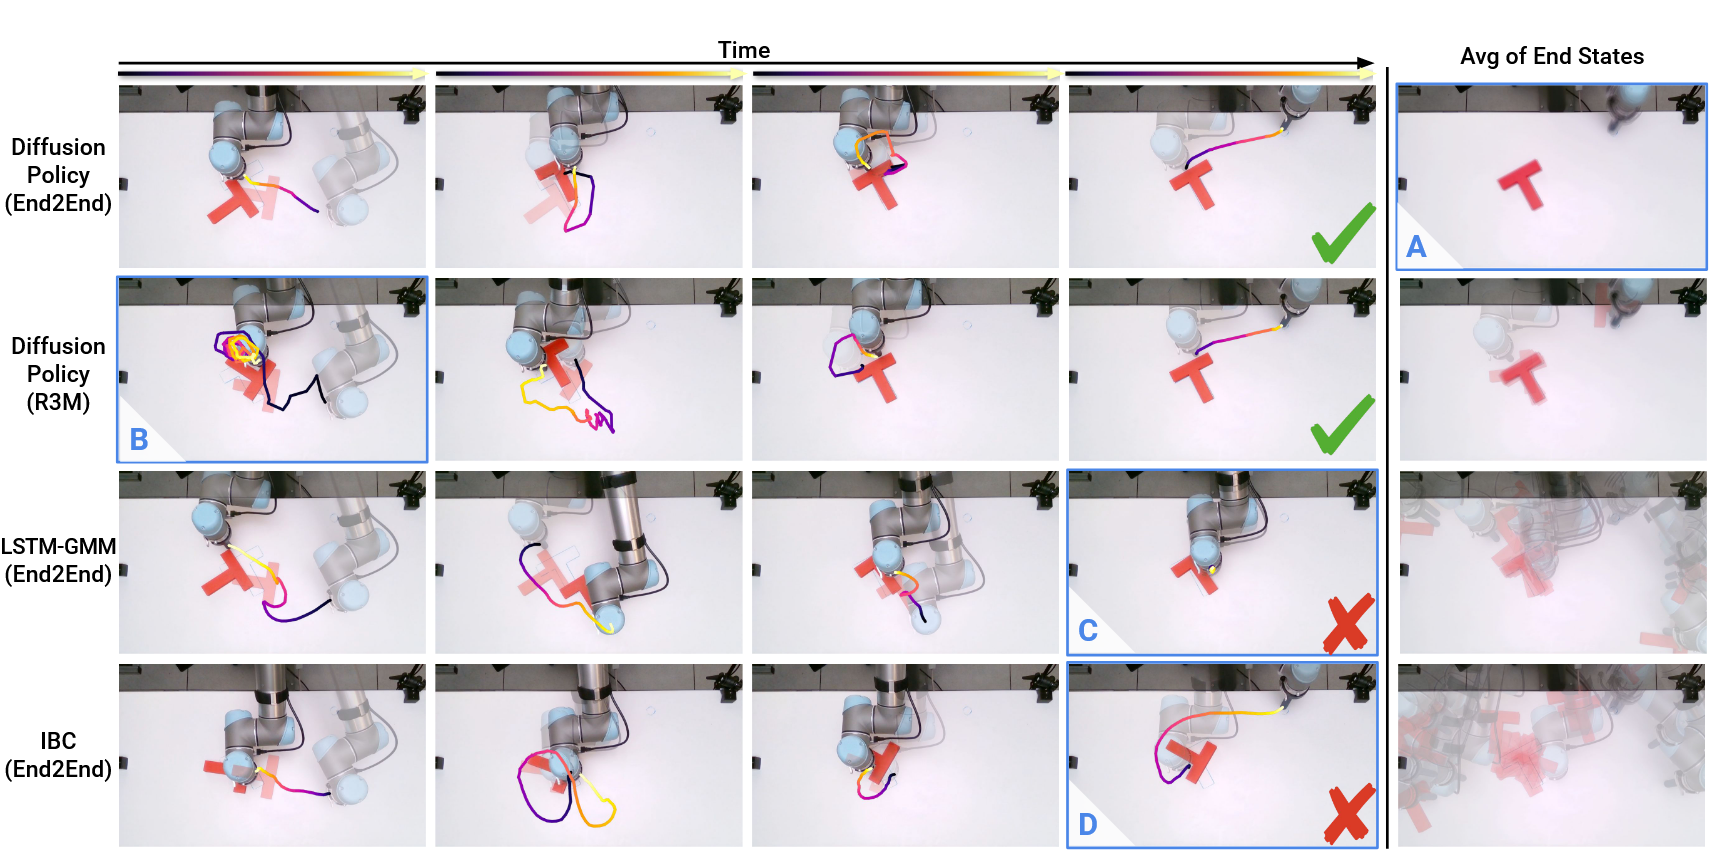 Time
Avg of End States
Diffusion
Policy
(End2End)
A
Diffusion
Policy
(R3M)
B
LSTM-GMM
(End2End)
C
IBC
(End2End)
D